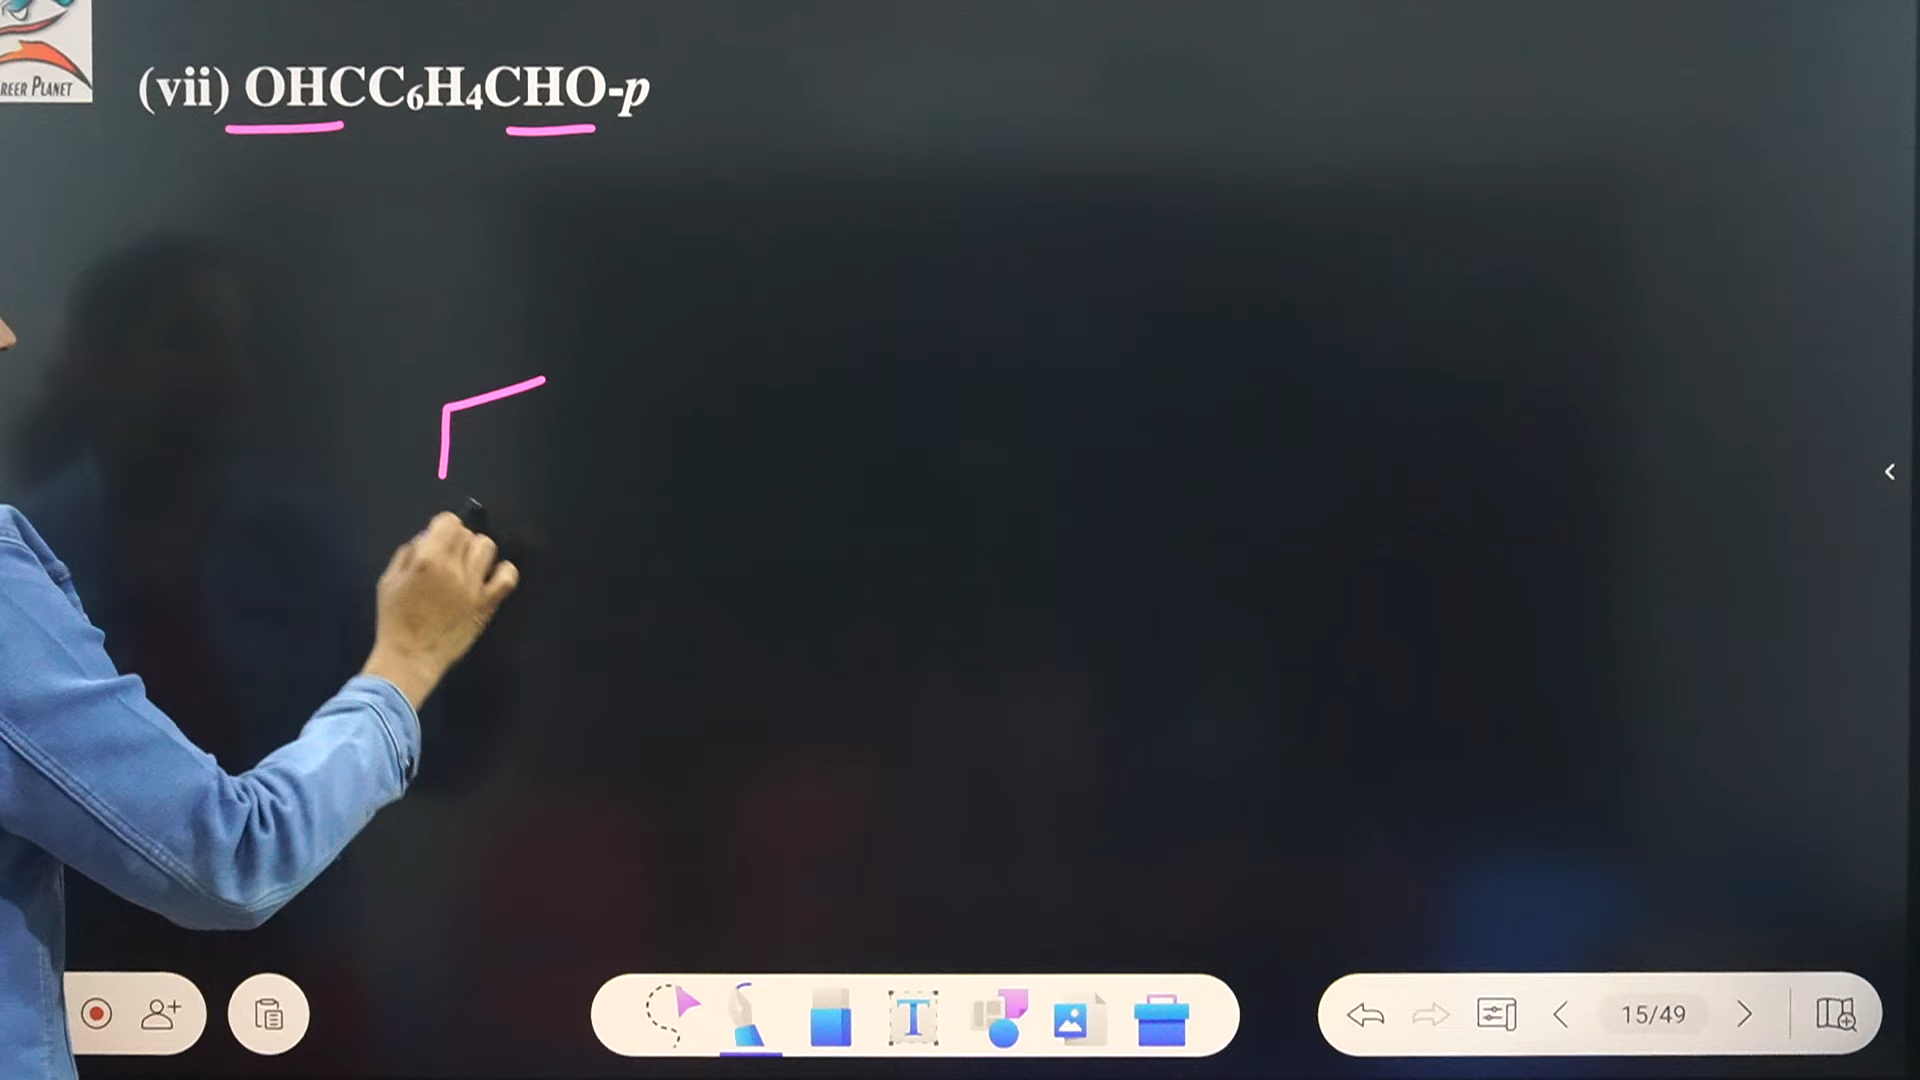 REER PLANET
(vii) OHCC₆H₄CHO-p
T
15/49